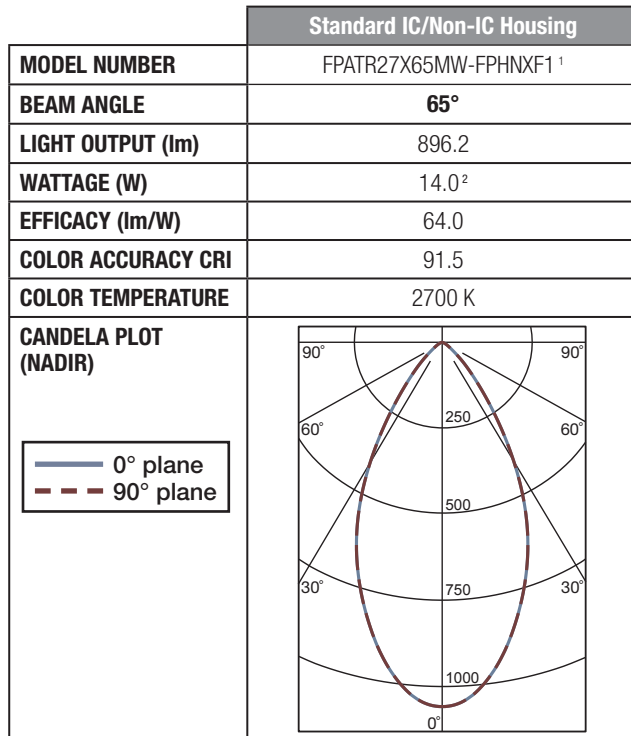 Standard IC/Non-IC Housing
MODEL NUMBER FPATR27X65MW-FPHNXF1 ¹
BEAM ANGLE 65°
LIGHT OUTPUT (lm) 896.2
WATTAGE (W) 14.0²
EFFICACY (lm/W) 64.0
COLOR ACCURACY CRI 91.5
COLOR TEMPERATURE 2700 K
CANDELA PLOT
(NADIR)
0° plane
90° plane
90° 90°
250
60° 60°
500
30° 750 30°
1000
0°